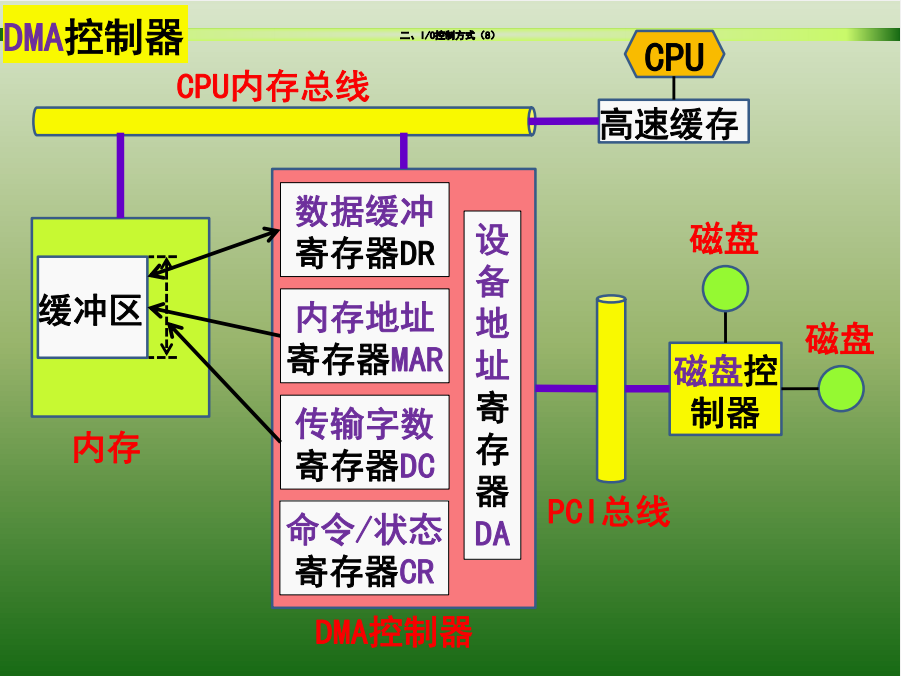 DMA控制器
二、I/O控制方式（8）
CPU
CPU内存总线
高速缓存
数据缓冲
寄存器DR
内存地址
寄存器MAR
传输字数
寄存器DC
命令/状态
寄存器CR
设
备
地
址
寄
存
器
DA
缓冲区
内存
磁盘
磁盘
磁盘控
制器
PCI总线
DMA控制器